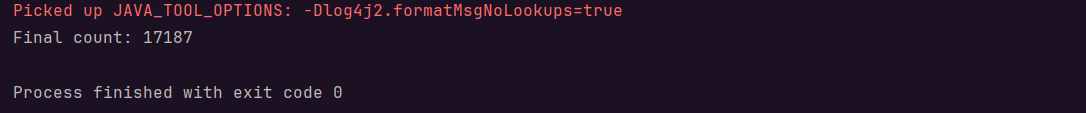 Picked up JAVA_TOOL_OPTIONS: -Dlog4j2.formatMsgNoLookups=true
Final count: 17187
Process finished with exit code 0